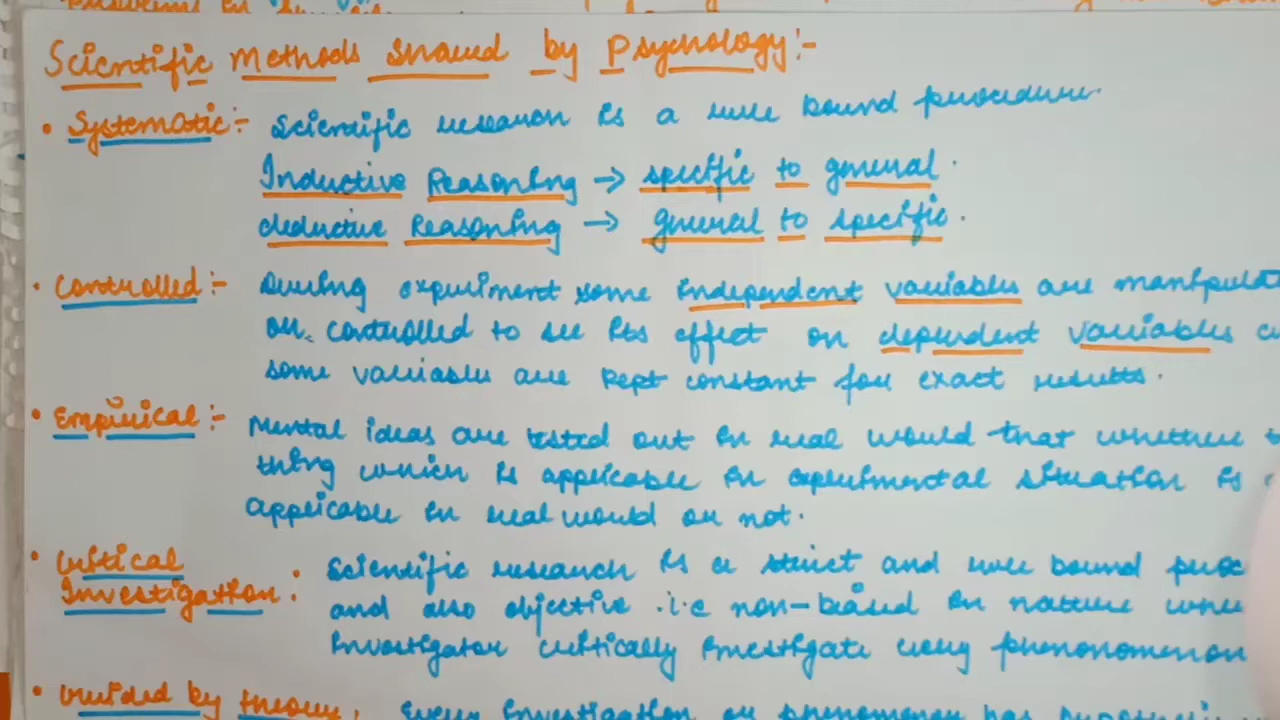 Scientific Methods Shared by Psychology:-
• Systematic:- Scientific research is a rule bound procedure.
Inductive Reasoning → specific to general.
deductive Reasoning → general to specific.
• Controlled:- During experiment some independent variables are manipulat
or controlled to see its effect on dependent variables
some variables are kept constant for exact results.
• Empirical:- Mental ideas are tested out in real would that whether
thing which is applicable in experimental situation is
applicable in real would or not.
• Critical Investigation: Scientific research is a strict and rule bound proc
and also objective .i.e non-biased in nature
Investigator critically investigate every phenomenon
• Guided by theory: